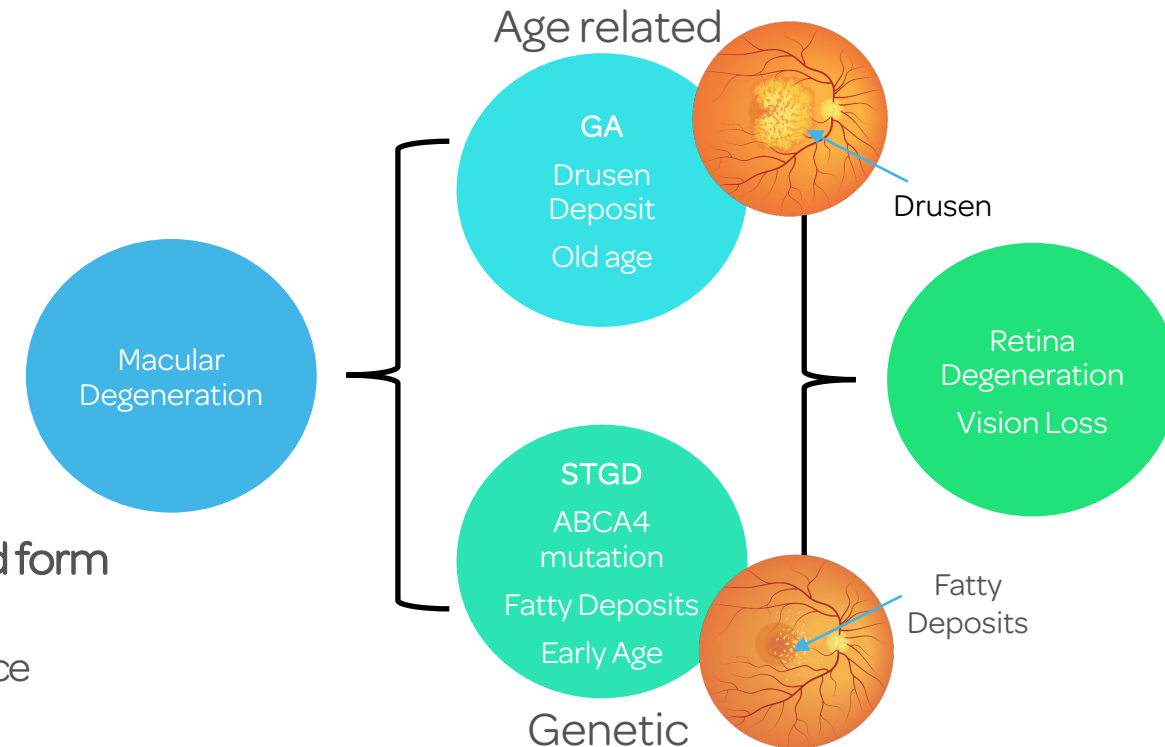 Age related
GA
Drusen
Deposit
Old age
Drusen
Macular
Degeneration
Retina
Degeneration
Vision Loss
STGD
ABCA4
mutation
Fatty Deposits
Early Age
Fatty
Deposits
form
Genetic